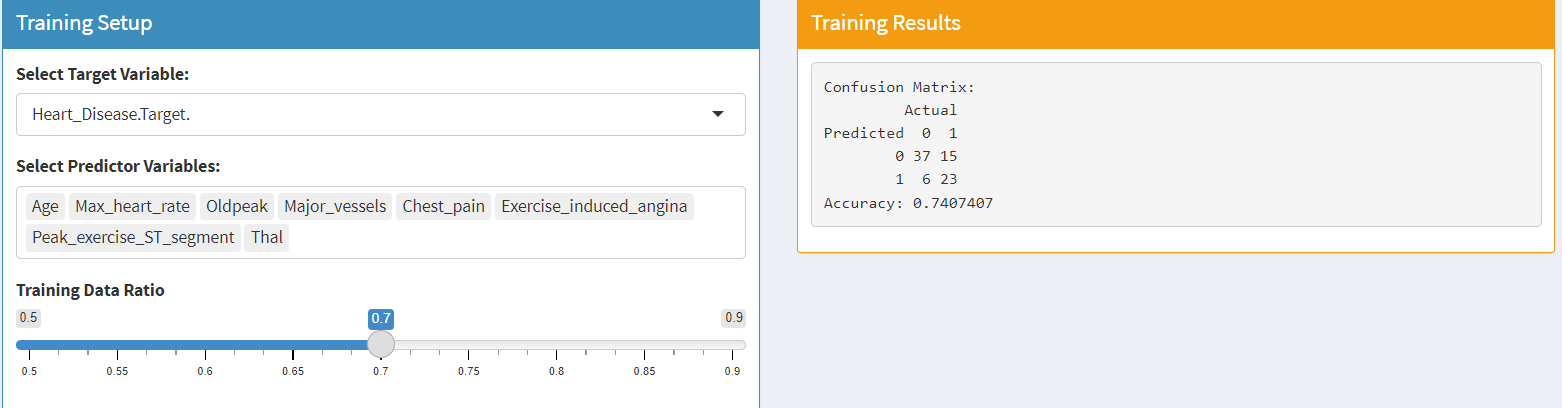 Training Setup
Select Target Variable:
Heart_Disease.Target.
Select Predictor Variables:
Age Max_heart_rate Oldpeak Major_vessels Chest_pain Exercise_induced_angina
Peak_exercise_ST_segment Thal
Training Data Ratio
0.5 0.7 0.9
0.5 0.55 0.6 0.65 0.7 0.75 0.8 0.85 0.9
Training Results
Confusion Matrix:
Actual
Predicted 0 1
0 37 15
1 6 23
Accuracy: 0.7407407